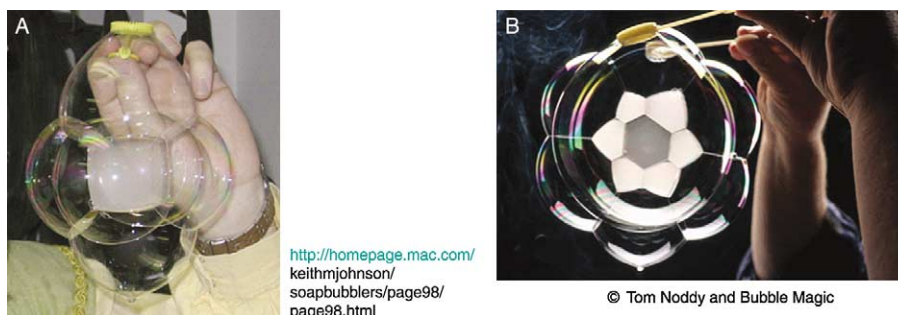 A
B
http://homepage.mac.com/
keithmjohnson/
soapbubblers/page98/
page98.html
© Tom Noddy and Bubble Magic